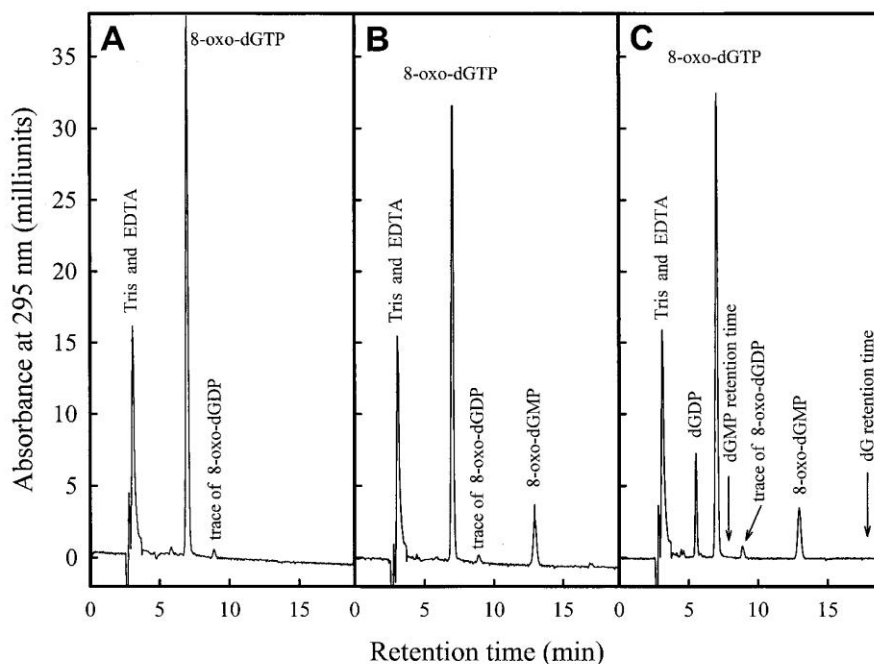 A
8-oxo-dGTP
Tris and EDTA
trace of 8-oxo-dGDP
B
8-oxo-dGTP
Tris and EDTA
trace of 8-oxo-dGDP
8-oxo-dGMP
C
8-oxo-dGTP
Tris and EDTA
dGDP
dGMP retention time
trace of 8-oxo-dGDP
8-oxo-dGMP
dG retention time
Absorbance at 295 nm (milliunits)
35
30
25
20
15
10
5
0
0 5 10 15 0 5 10 15 0 5 10 15
Retention time (min)